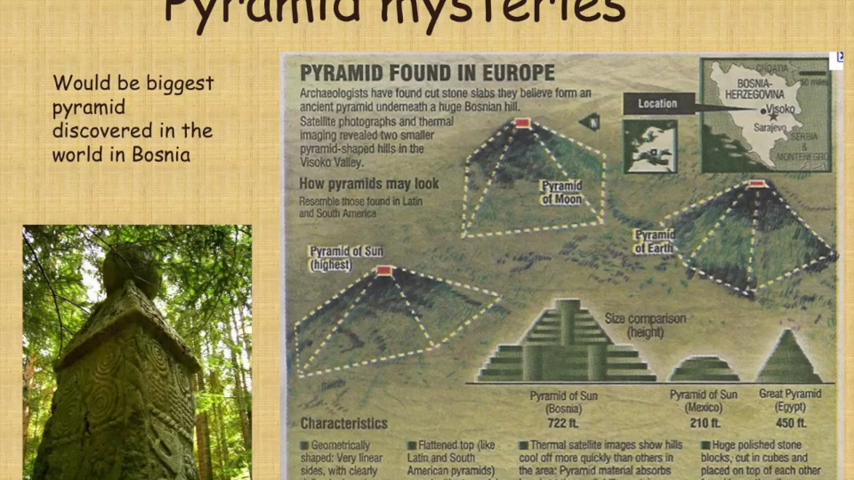 Pyramid mysteries
Would be biggest
pyramid
discovered in the
world in Bosnia
PYRAMID FOUND IN EUROPE
Archaeologists have found cut stone slabs they believe form an
ancient pyramid underneath a huge Bosnian hill.
Satellite photographs and thermal
imaging revealed two smaller
pyramid-shaped hills in the
Visoko Valley.
How pyramids may look
Resemble those found in Latin
and South America
Location
CROATIA
50 miles
BOSNIA-
HERZEGOVINA
Visoko
Sarajevo
SERBIA
&
MONTENEGRO
N
Pyramid
of Moon
Pyramid
of Earth
Pyramid of Sun
(highest)
Size comparison
(height)
Pyramid of Sun
(Bosnia)
722 ft.
Pyramid of Sun
(Mexico)
210 ft.
Great Pyramid
(Egypt)
450 ft.
Characteristics
Geometrically
shaped: Very linear
sides, with clearly
Flattened top (like
Latin and South
American pyramids)
Thermal satellite images show hills
cool off more quickly than others in
the area: Pyramid material absorbs
Huge polished stone
blocks, cut in cubes and
placed on top of each other